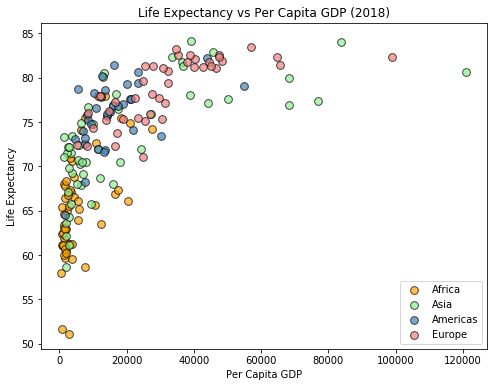 Life Expectancy vs Per Capita GDP (2018)
85
80
75
70
65
60
55
50
Life Expectancy
Africa
Asia
Americas
Europe
0 20000 40000 60000 80000 100000 120000
Per Capita GDP